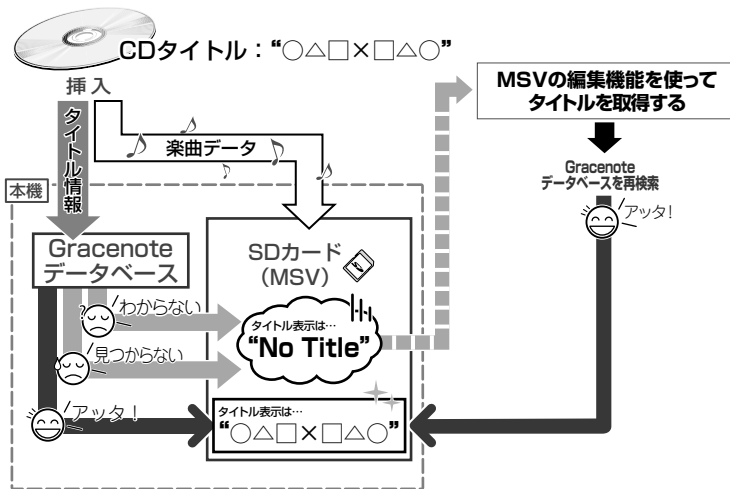 CDタイトル：“○△□×□△○”
挿入
タイトル情報
楽曲データ
本機
Gracenote
データベース
SDカード
（MSV）
わからない
見つからない
アッタ！
タイトル表示は…
“No Title”
タイトル表示は…
“○△□×□△○”
MSVの編集機能を使って
タイトルを取得する
Gracenote
データベースを再検索
アッタ！